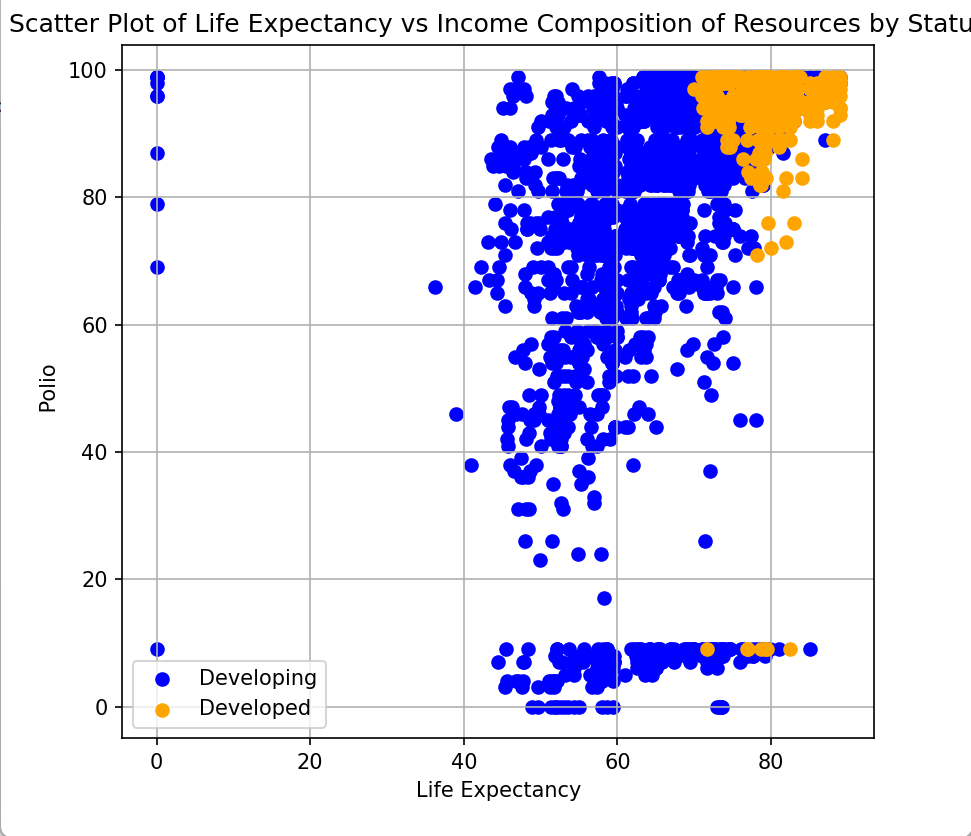 Scatter Plot of Life Expectancy vs Income Composition of Resources by Statu
100
80
60
40
20
0
Polio
Developing
Developed
0 20 40 60 80
Life Expectancy